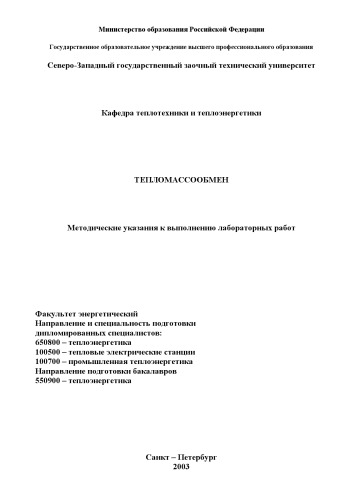 Министерство образования Российской Федерации
Государственное образовательное учреждение высшего профессионального образования
Северо-Западный государственный заочный технический университет
Кафедра теплотехники и теплоэнергетики
ТЕПЛОМАССООБМЕН
Методические указания к выполнению лабораторных работ
Факультет энергетический
Направление и специальность подготовки
дипломированных специалистов:
650800 – теплоэнергетика
100500 – тепловые электрические станции
100700 – промышленная теплоэнергетика
Направление подготовки бакалавров
550900 – теплоэнергетика
Санкт – Петербург
2003